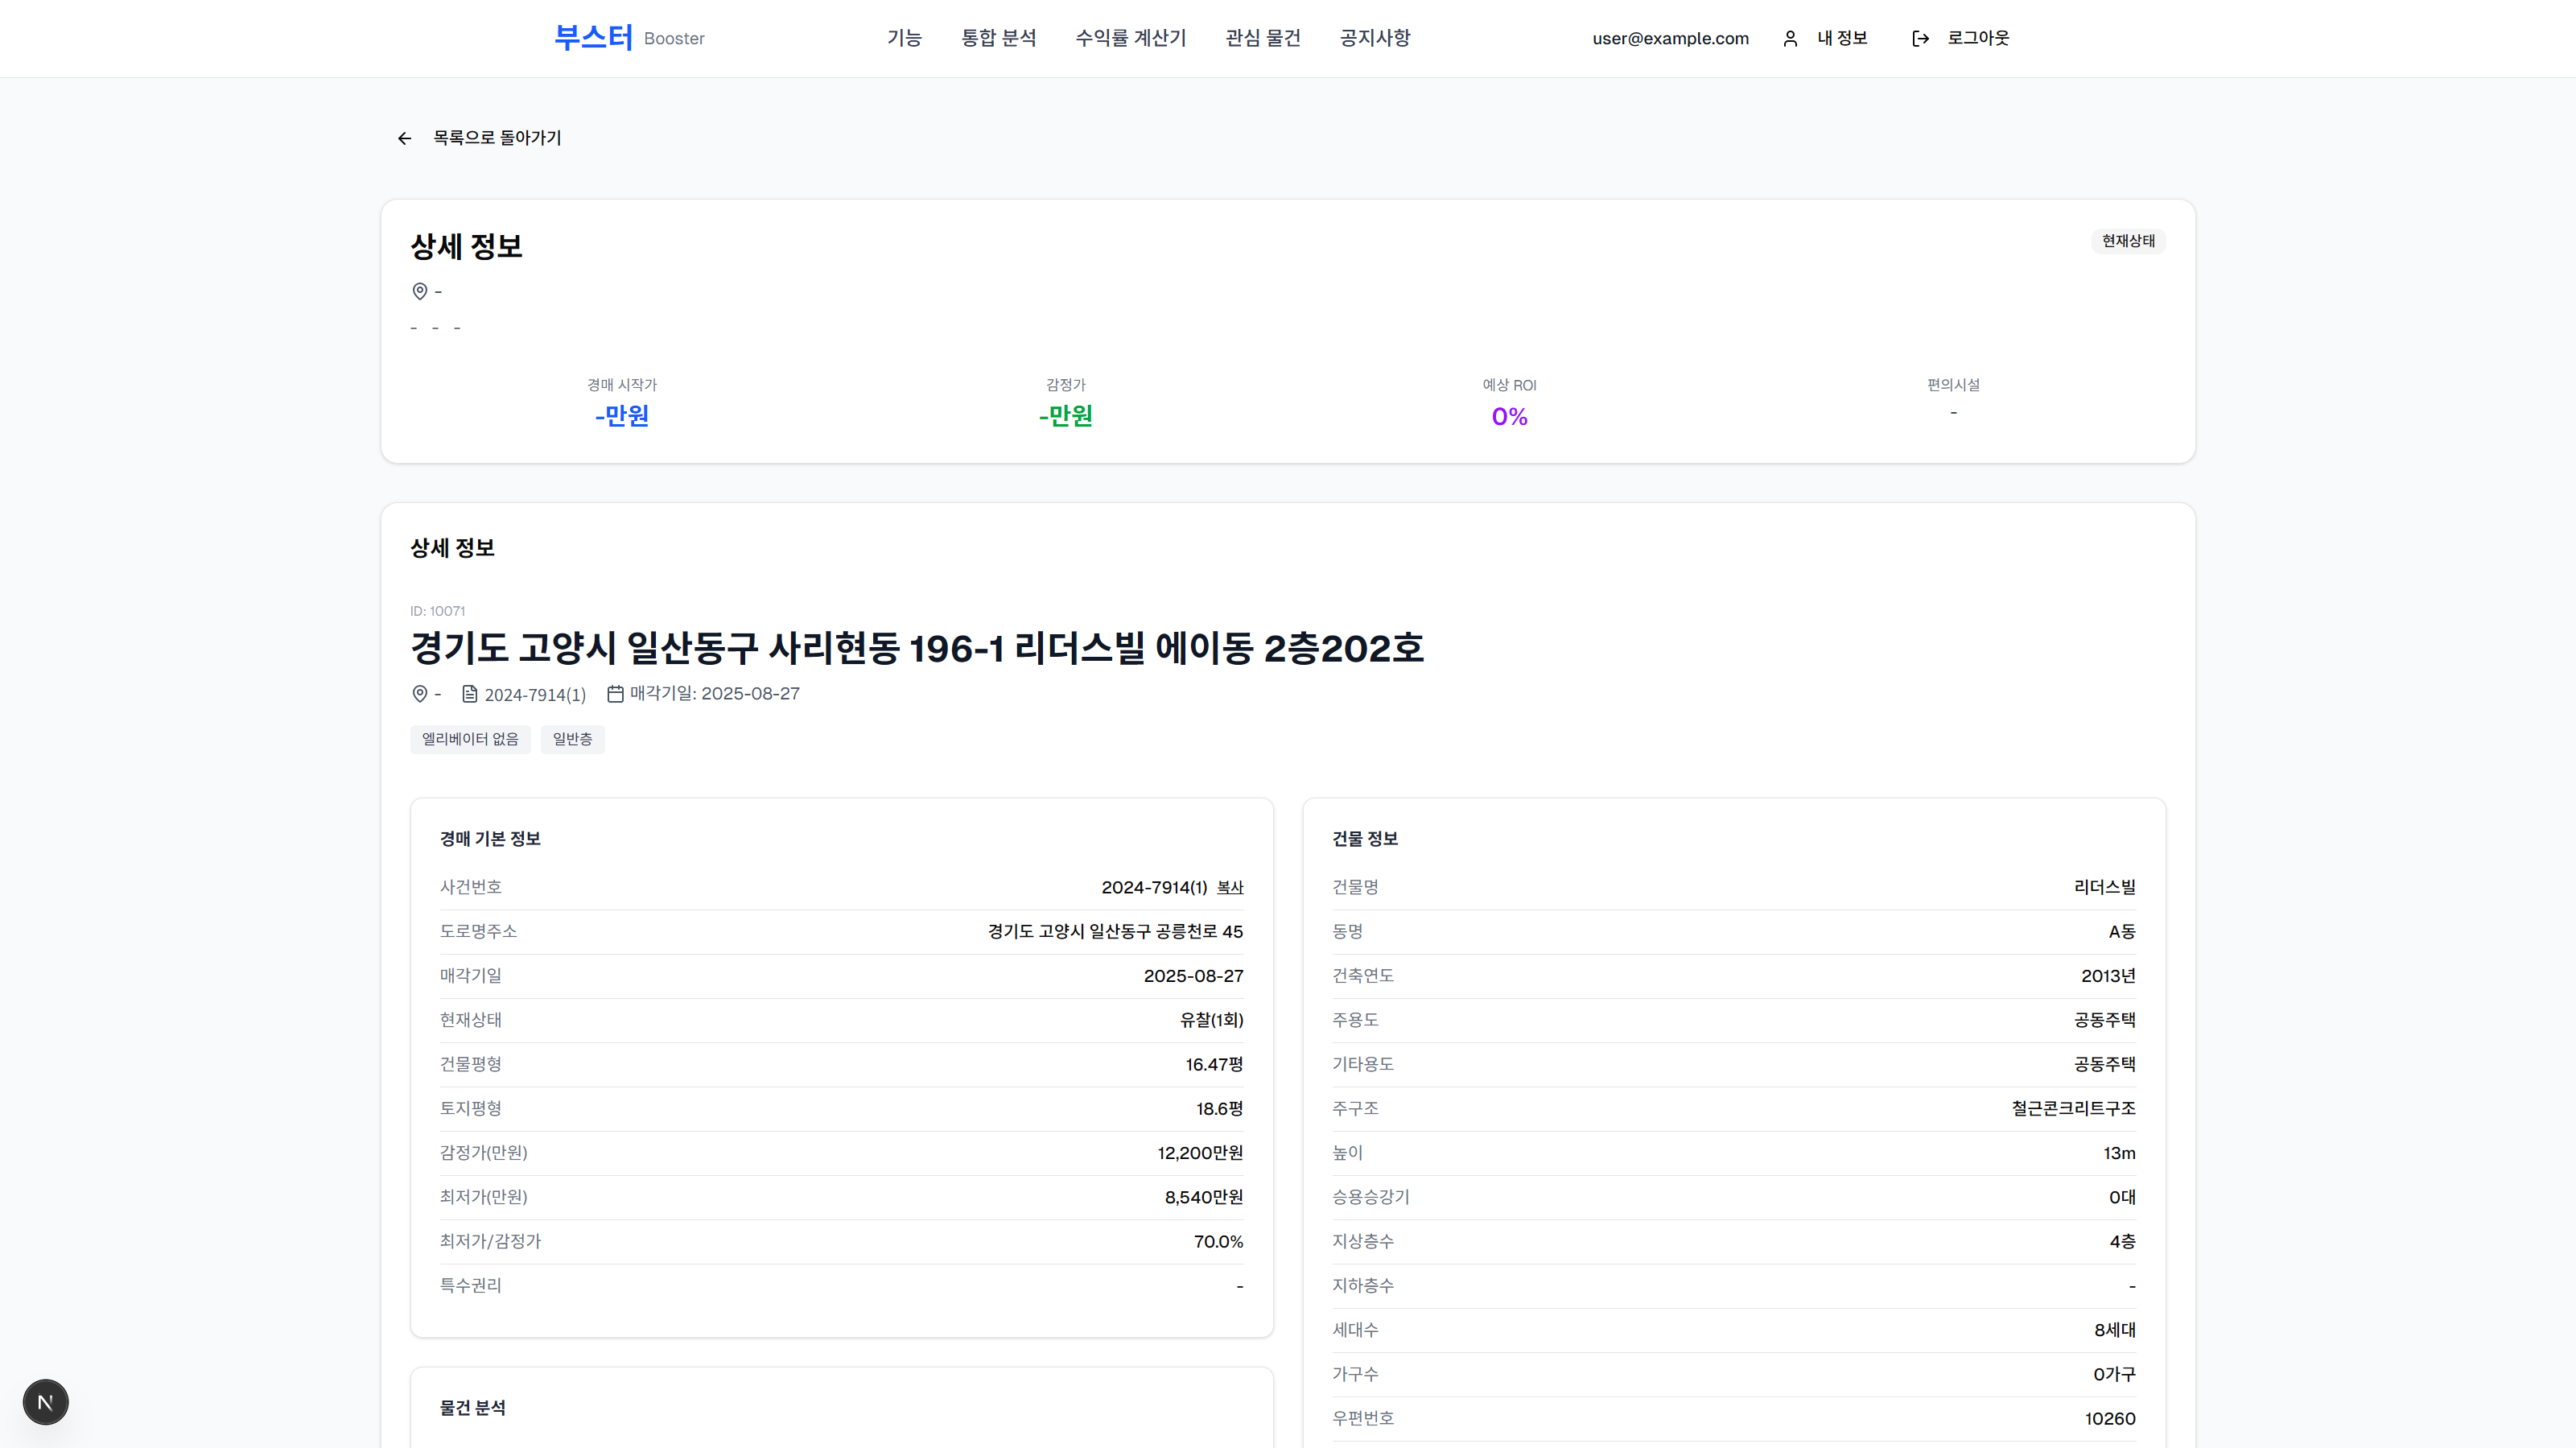 부스터 Booster 기능 통합 분석 수익률 계산기 관심 물건 공지사항 user@example.com 내 정보 로그아웃
목록으로 돌아가기
상세 정보 현재상태
-
- - -
경매 시작가 감정가 예상 ROI 편의시설
-만원 -만원 0% -
상세 정보
ID: 10071
경기도 고양시 일산동구 사리현동 196-1 리더스빌 에이동 2층202호
- 2024-7914(1) 매각기일: 2025-08-27
엘리베이터 없음 일반층
경매 기본 정보
사건번호 2024-7914(1) 복사
도로명주소 경기도 고양시 일산동구 공릉천로 45
매각기일 2025-08-27
현재상태 유찰(1회)
건물평형 16.47평
토지평형 18.6평
감정가(만원) 12,200만원
최저가(만원) 8,540만원
최저가/감정가 70.0%
특수권리 -
물건 분석
건물 정보
건물명 리더스빌
동명 A동
건축연도 2013년
주용도 공동주택
기타용도 공동주택
주구조 철근콘크리트구조
높이 13m
승용승강기 0대
지상층수 4층
지하층수 -
세대수 8세대
가구수 0가구
우편번호 10260
N